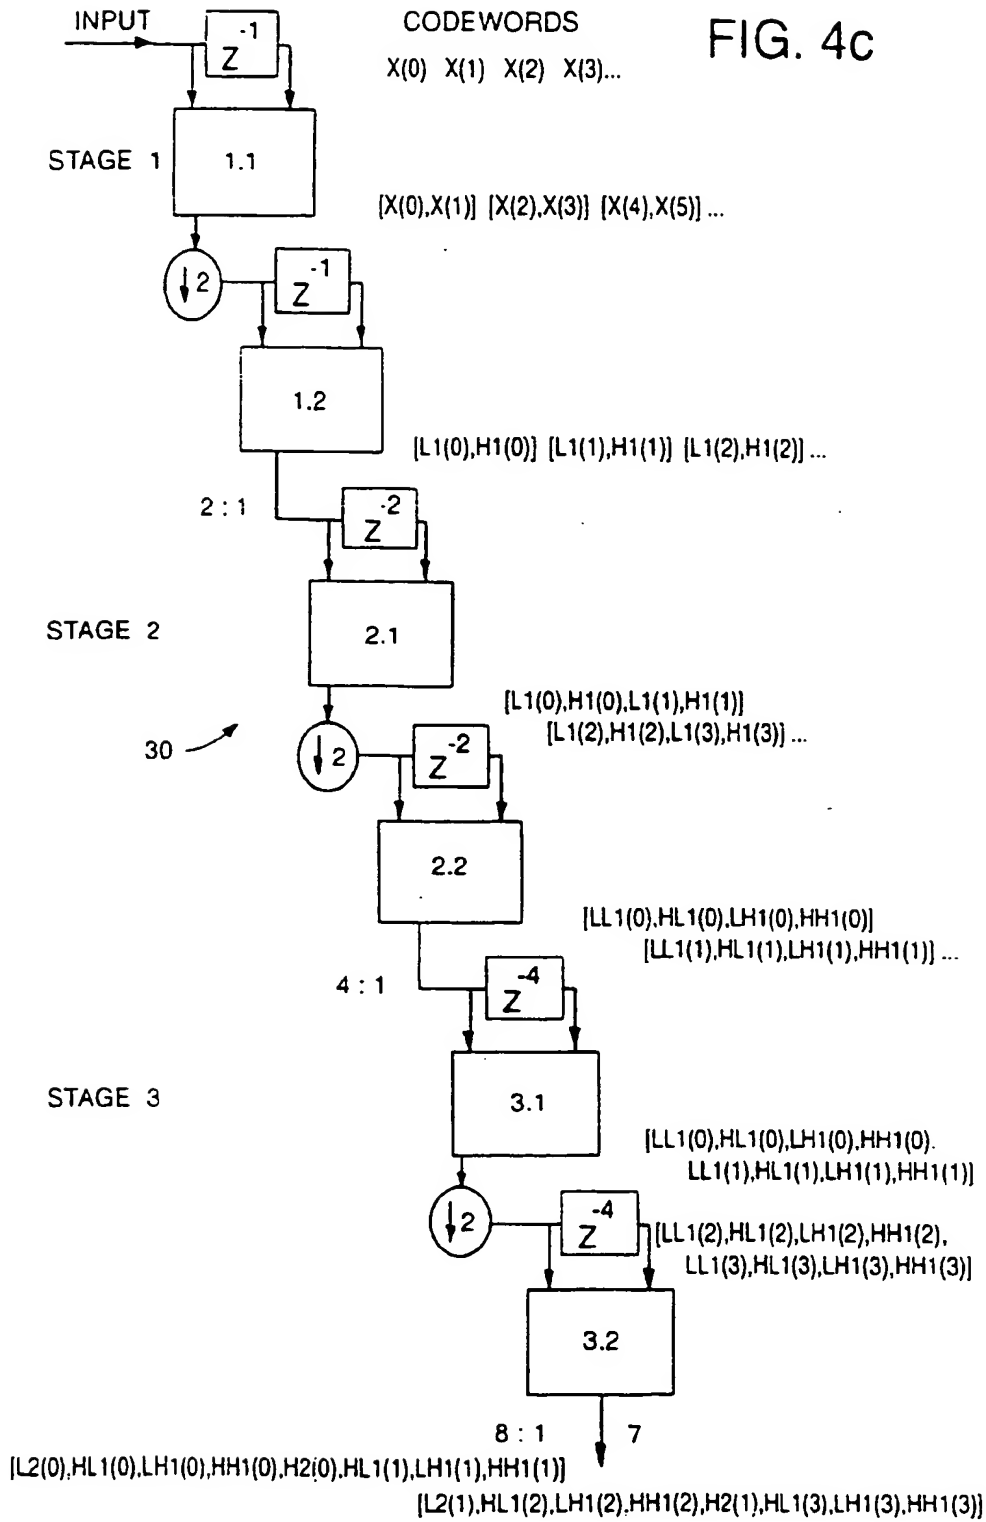 INPUT
Z-1
CODEWORDS
FIG. 4c
X(0) X(1) X(2) X(3)...
STAGE 1
1.1
[X(0),X(1)] [X(2),X(3)] [X(4),X(5)] ...
↓2
Z-1
1.2
[L1(0),H1(0)] [L1(1),H1(1)] [L1(2),H1(2)] ...
2 : 1
Z-2
STAGE 2
2.1
[L1(0),H1(0),L1(1),H1(1)]
[L1(2),H1(2),L1(3),H1(3)] ...
30
↓2
Z-2
2.2
[LL1(0),HL1(0),LH1(0),HH1(0)]
[LL1(1),HL1(1),LH1(1),HH1(1)] ...
4 : 1
Z-4
STAGE 3
3.1
[LL1(0),HL1(0),LH1(0),HH1(0).
LL1(1),HL1(1),LH1(1),HH1(1)]
↓2
Z-4
[LL1(2),HL1(2),LH1(2),HH1(2),
LL1(3),HL1(3),LH1(3),HH1(3)]
3.2
8 : 1
7
[L2(0),HL1(0),LH1(0),HH1(0),H2(0),HL1(1),LH1(1),HH1(1)]
[L2(1),HL1(2),LH1(2),HH1(2),H2(1),HL1(3),LH1(3),HH1(3)]